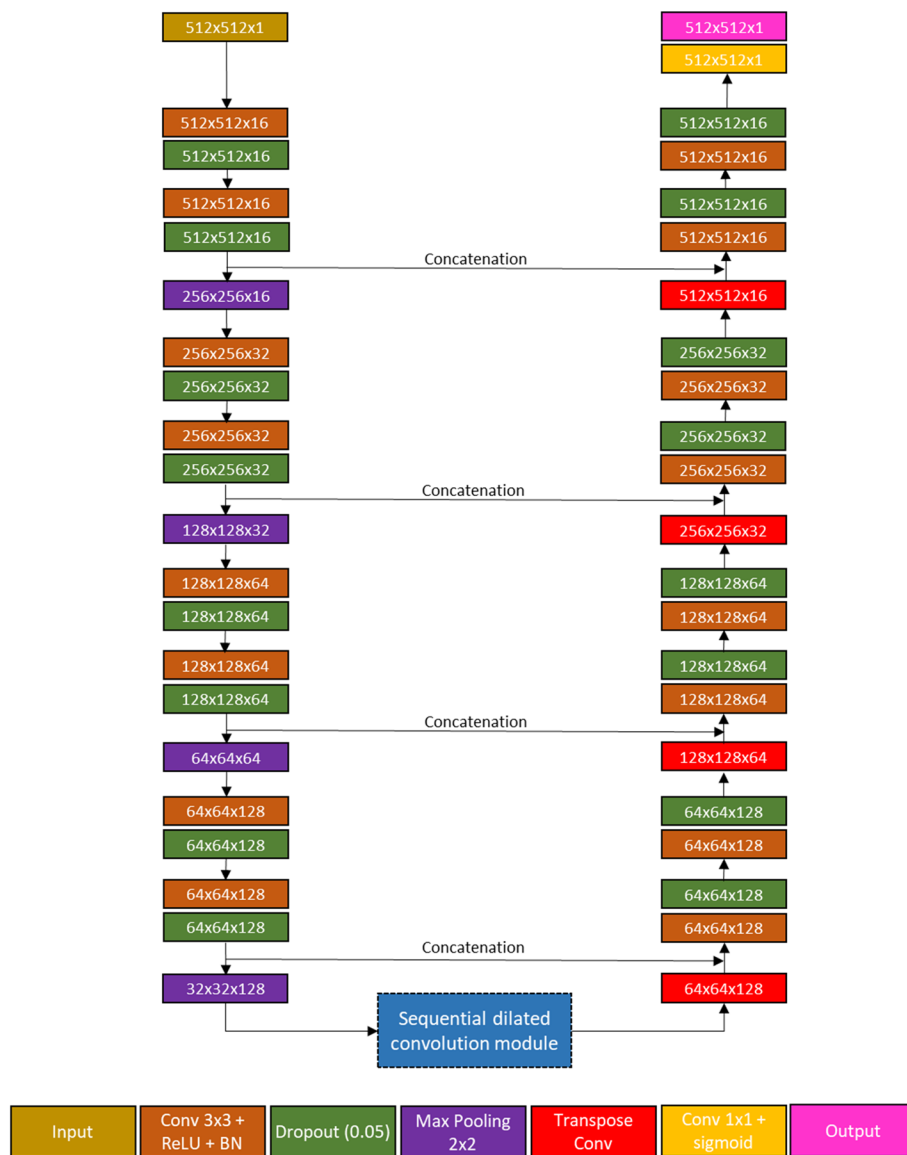 512x512x1
512x512x16
512x512x16
512x512x16
512x512x16
256x256x16
256x256x32
256x256x32
256x256x32
256x256x32
128x128x32
128x128x64
128x128x64
128x128x64
128x128x64
64x64x64
64x64x128
64x64x128
64x64x128
64x64x128
32x32x128
Concatenation
Concatenation
Concatenation
Concatenation
Sequential dilated
convolution module
512x512x1
512x512x1
512x512x16
512x512x16
512x512x16
512x512x16
512x512x16
256x256x32
256x256x32
256x256x32
256x256x32
256x256x32
128x128x64
128x128x64
128x128x64
128x128x64
128x128x64
64x64x128
64x64x128
64x64x128
64x64x128
64x64x128
Input
Conv 3x3 +
ReLU + BN
Dropout (0.05)
Max Pooling
2x2
Transpose
Conv
Conv 1x1 +
sigmoid
Output